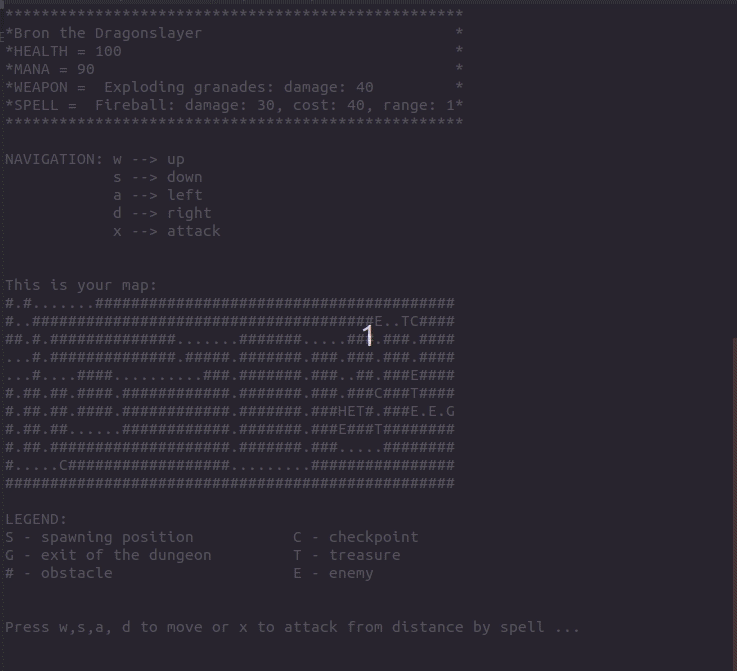 ***************************************************
*Bron the Dragonslayer                            *
*HEALTH = 100                                     *
*MANA = 90                                        *
*WEAPON =  Exploding granades: damage: 40         *
*SPELL =  Fireball: damage: 30, cost: 40, range: 1*
***************************************************
NAVIGATION: w --> up
s --> down
a --> left
d --> right
x --> attack
This is your map:
#.#.......########################################
#..######################################E..TC####
##.#.##############.......#######.....###.###.####
...#.##############.#####.#######.###.###.###.####
...#....####..........###.#######.###..##.###E####
#.##.##.####.############.#######.###.###C###T####
#.##.##.####.############.#######.###HET#.###E.E.G
#.##.##......############.#######.###E###T########
#.##.####################.#######.###.....########
#.....C##################.........################
##################################################
1
LEGEND:
S - spawning position           C - checkpoint
G - exit of the dungeon         T - treasure
# - obstacle                    E - enemy
Press w,s,a, d to move or x to attack from distance by spell ...